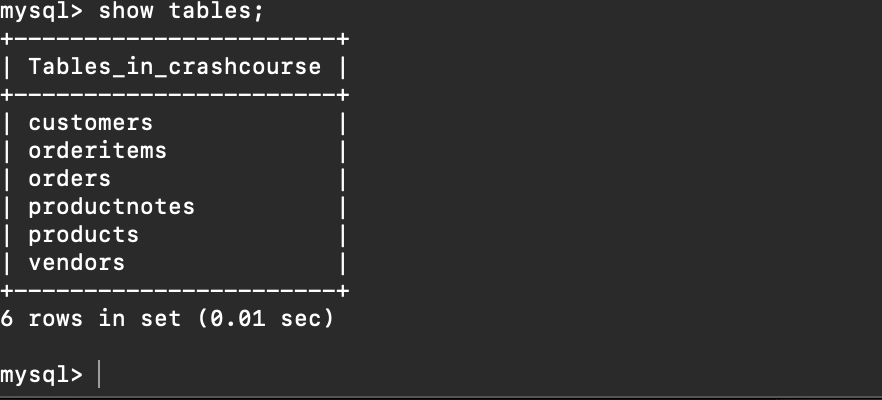 mysql> show tables;
+-----------------------+
| Tables_in_crashcourse |
+-----------------------+
| customers             |
| orderitems            |
| orders                |
| productnotes          |
| products              |
| vendors               |
+-----------------------+
6 rows in set (0.01 sec)
mysql>